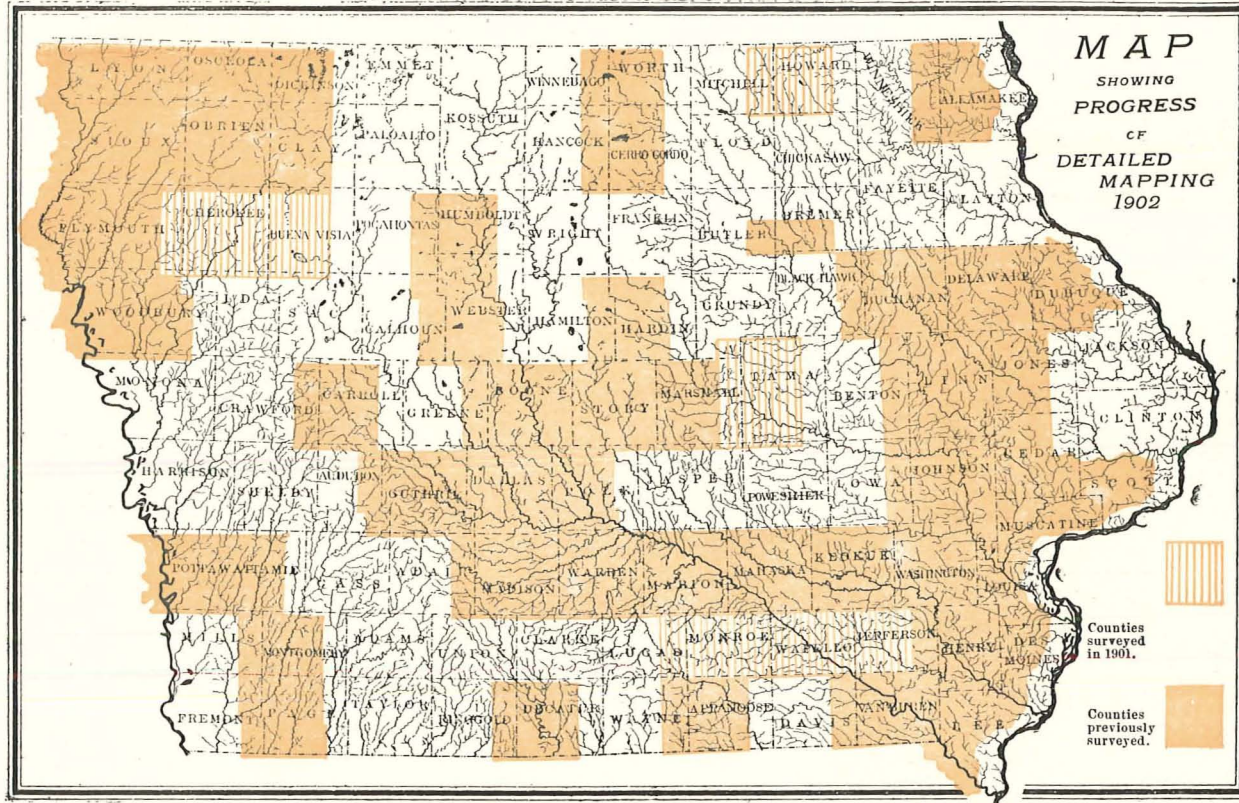 MAP
SHOWING
PROGRESS
OF
DETAILED
MAPPING
1902
LYON
OSCEOLA
DICKINSON
EMMET
WINNEBAGO
WORTH
MITCHELL
HOWARD
WINNESHIEK
ALLAMAKEE
SIOUX
OBRIEN
CLAY
PALOALTO
KOSSUTH
HANCOCK
CERRO GORDO
FLOYD
CHICKASAW
FAYETTE
CLAYTON
PLYMOUTH
CHEROKEE
BUENA VISTA
POCAHONTAS
HUMBOLDT
WRIGHT
FRANKLIN
BUTLER
BREMER
WOODBURY
IDA
SAC
CALHOUN
WEBSTER
HAMILTON
HARDIN
GRUNDY
BLACK HAWK
BUCHANAN
DELAWARE
DUBUQUE
MONONA
CRAWFORD
CARROLL
GREENE
BOONE
STORY
MARSHALL
TAMA
BENTON
LINN
JONES
JACKSON
CLINTON
HARRISON
SHELBY
AUDUBON
GUTHRIE
DALLAS
POLK
JASPER
POWESHIEK
IOWA
JOHNSON
CEDAR
SCOTT
MUSCATINE
POTTAWATTAMIE
CASS
ADA
MADISON
WARREN
MARION
MAHASKA
KEOKUK
WASHINGTON
LOUISA
MILLS
MONTGOMERY
ADAMS
UNION
CLARKE
LUCAS
MONROE
WAPELLO
JEFFERSON
HENRY
DES
MOINES
FREMONT
PAGE
TAYLOR
RINGGOLD
DECATUR
WAYNE
APPANOOSE
DAVIS
VAN BUREN
LEE
Counties
surveyed
in 1901.
Counties
previously
surveyed.